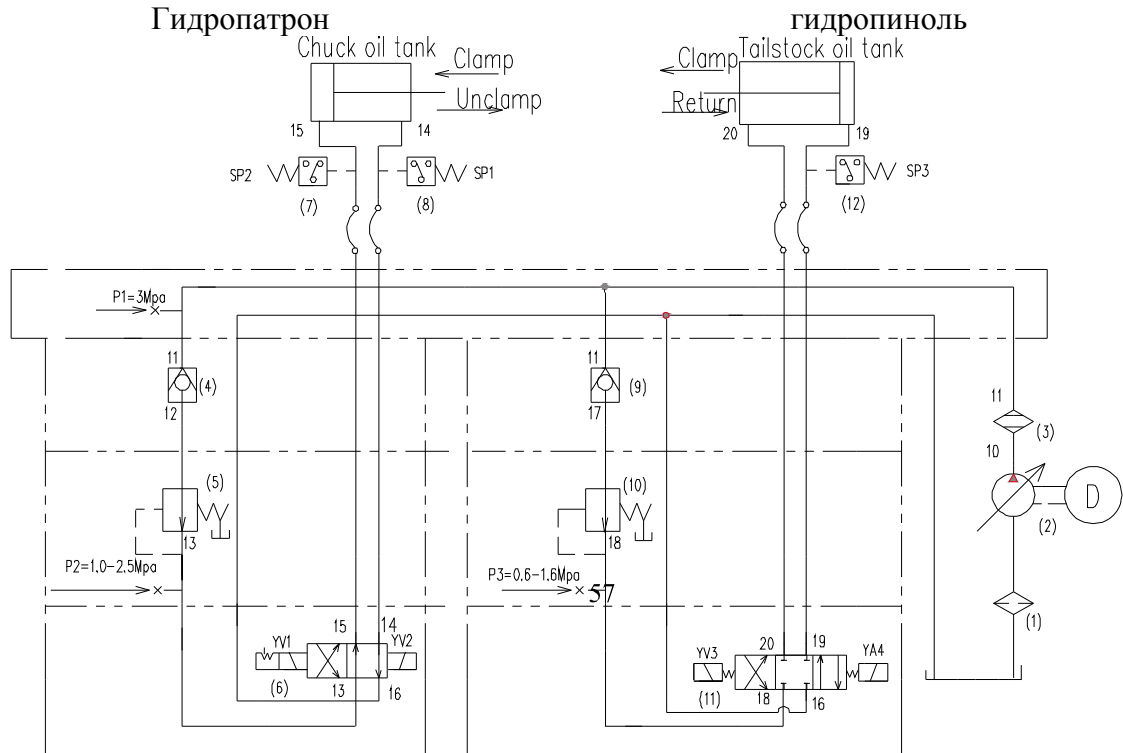 Гидропатрон гидропиноль
Chuck oil tank Tailstock oil tank
Clamp Clamp
Unclamp Return
15 14 20 19
SP2 SP1 SP3
(7) (8) (12)
P1=3Mpa
11 (4) 11 (9) 11
12 17 (3)
10
(5) (10) D
(2)
13 18
P2=1,0-2,5Mpa P3=0,6-1,6Mpa
57
(1)
15 14 20 19
YV1 YV2 YV3 YA4
(6) 13 16 (11) 18 16